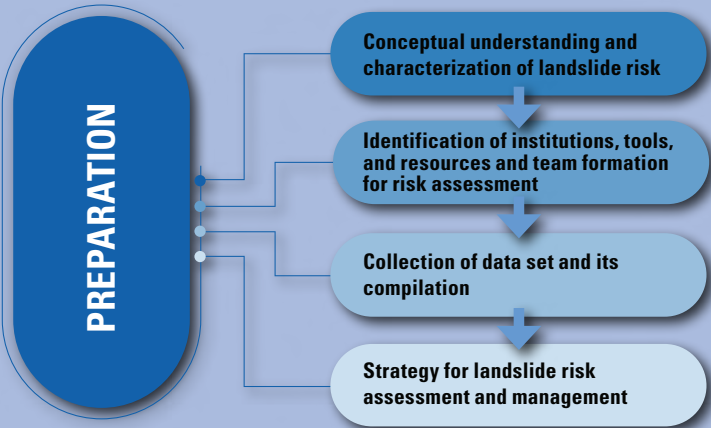 PREPARATION
Conceptual understanding and
characterization of landslide risk
Identification of institutions, tools,
and resources and team formation
for risk assessment
Collection of data set and its
compilation
Strategy for landslide risk
assessment and management